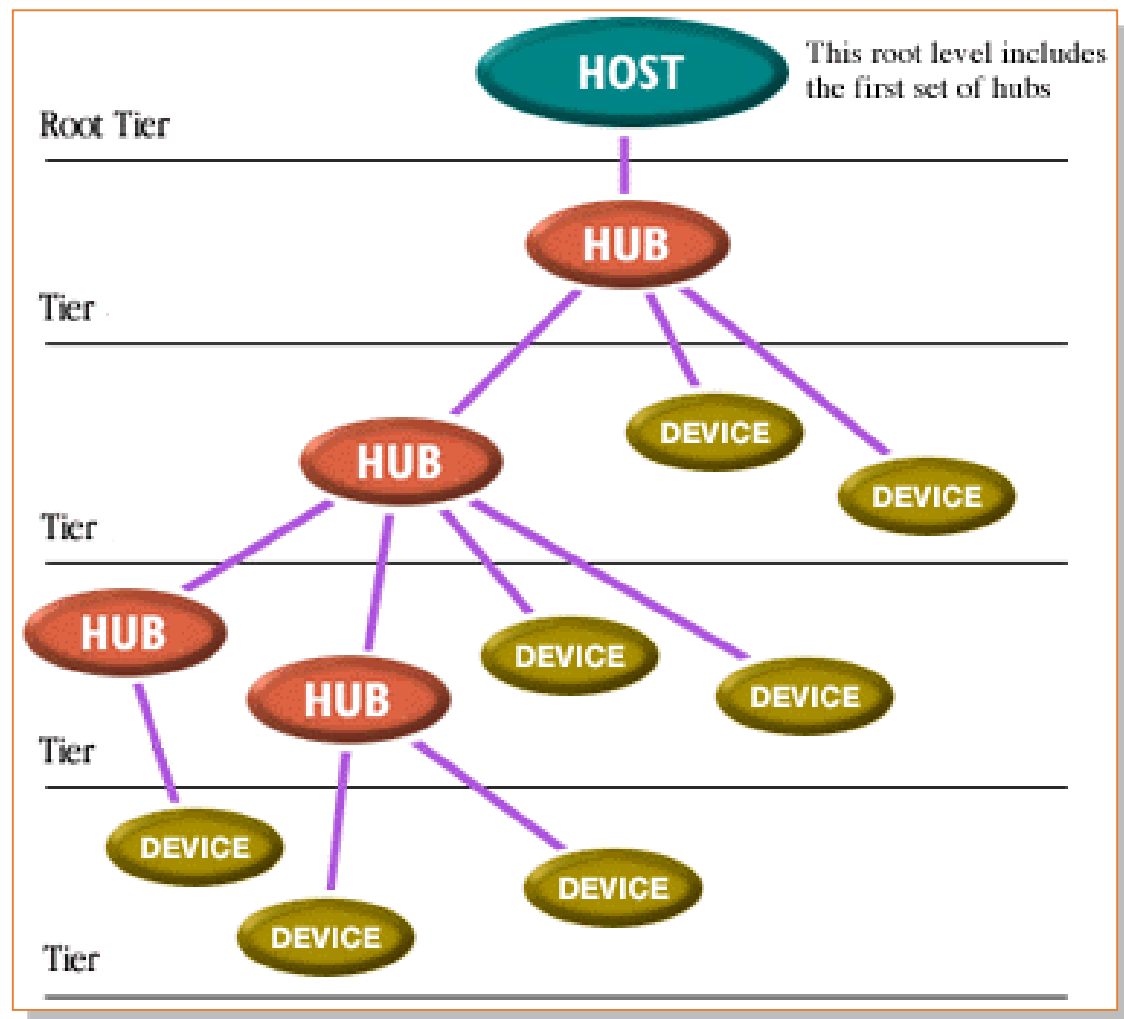 HOST
This root level includes
the first set of hubs
Root Tier
HUB
Tier
DEVICE
HUB
DEVICE
Tier
HUB
DEVICE
HUB
DEVICE
Tier
DEVICE
DEVICE
DEVICE
Tier